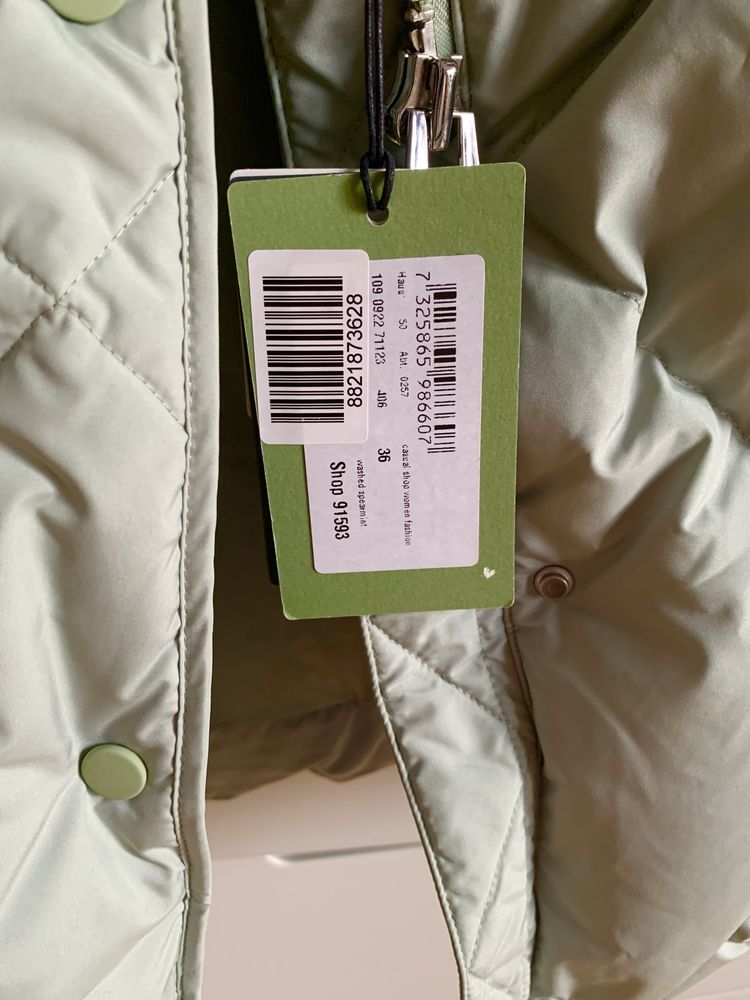 8821873628
7 325865 986607
Haus 50 Abt. 0257 casual shop women fashion
109 0922 71123 406 36
washed spearmint
Shop 91593